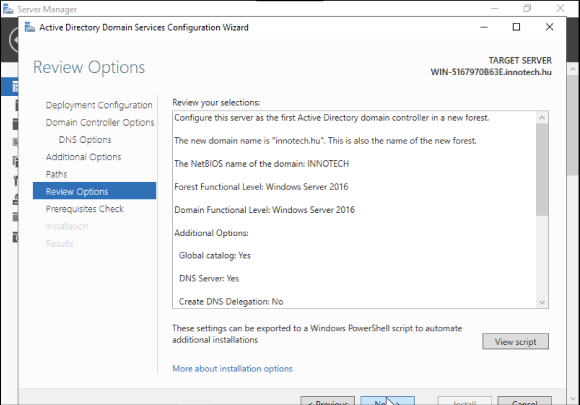 Server Manager
Active Directory Domain Services Configuration Wizard
Review Options
TARGET SERVER
WIN-5167970B63E.innotech.hu
Deployment Configuration
Domain Controller Options
DNS Options
Additional Options
Paths
Review Options
Prerequisites Check
Installation
Results
Review your selections:
Configure this server as the first Active Directory domain controller in a new forest.
The new domain name is "innotech.hu". This is also the name of the new forest.
The NetBIOS name of the domain: INNOTECH
Forest Functional Level: Windows Server 2016
Domain Functional Level: Windows Server 2016
Additional Options:
Global catalog: Yes
DNS Server: Yes
Create DNS Delegation: No
These settings can be exported to a Windows PowerShell script to automate
additional installations
View script
More about installation options
< Previous
Next >
Install
Cancel